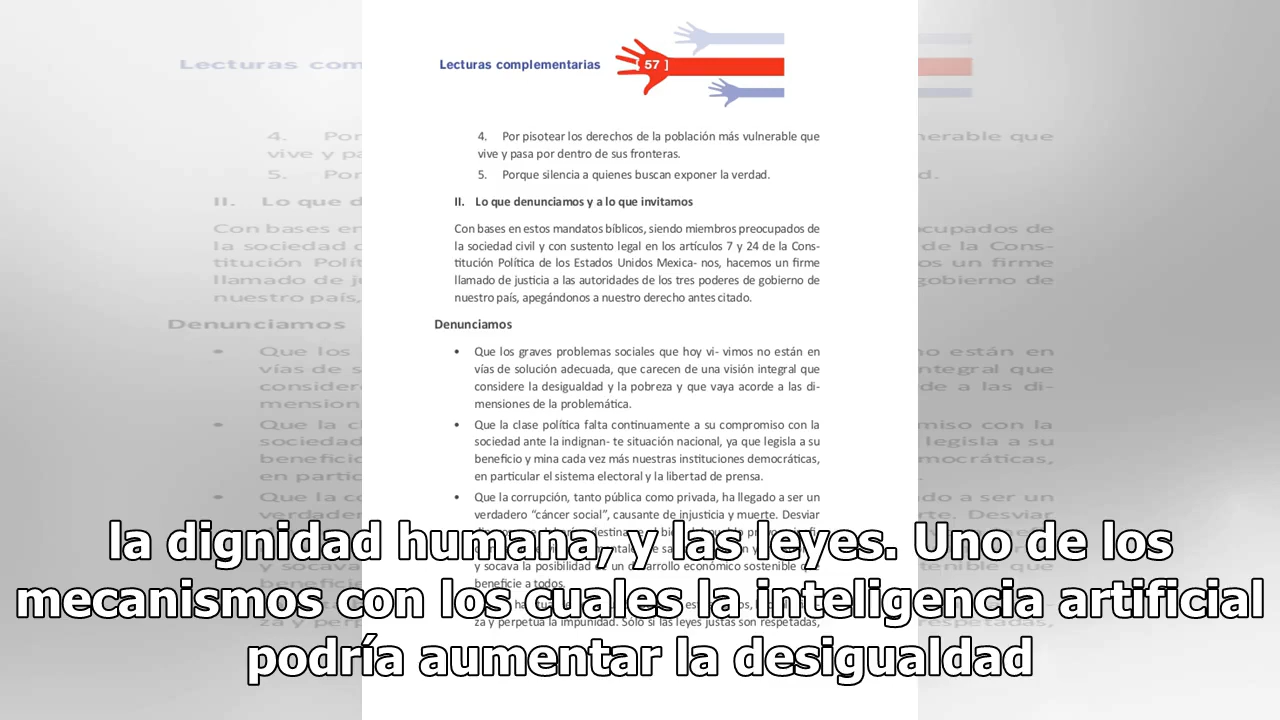 Lecturas complementarias [ 57 ]
4. Por pisotear los derechos de la población más vulnerable que
vive y pasa por dentro de sus fronteras.
5. Porque silencia a quienes buscan exponer la verdad.
II. Lo que denunciamos y a lo que invitamos
Con bases en estos mandatos bíblicos, siendo miembros preocupados de
la sociedad civil y con sustento legal en los artículos 7 y 24 de la Cons-
titución Política de los Estados Unidos Mexica- nos, hacemos un firme
llamado de justicia a las autoridades de los tres poderes de gobierno de
nuestro país, apegándonos a nuestro derecho antes citado.
Denunciamos
• Que los graves problemas sociales que hoy vi- vimos no están en
vías de solución adecuada, que carecen de una visión integral que
considere la desigualdad y la pobreza y que vaya acorde a las di-
mensiones de la problemática.
• Que la clase política falta continuamente a su compromiso con la
sociedad ante la indignan- te situación nacional, ya que legisla a su
beneficio y mina cada vez más nuestras instituciones democráticas,
en particular el sistema electoral y la libertad de prensa.
• Que la corrupción, tanto pública como privada, ha llegado a ser un
verdadero “cáncer social”, causante de injusticia y muerte. Desviar
y socava la posibilidad de un desarrollo económico sostenible que
beneficie a todos.
za y perpetúa la impunidad. Sólo si las leyes justas son respetadas,
la dignidad humana, y las leyes. Uno de los
mecanismos con los cuales la inteligencia artificial
podría aumentar la desigualdad